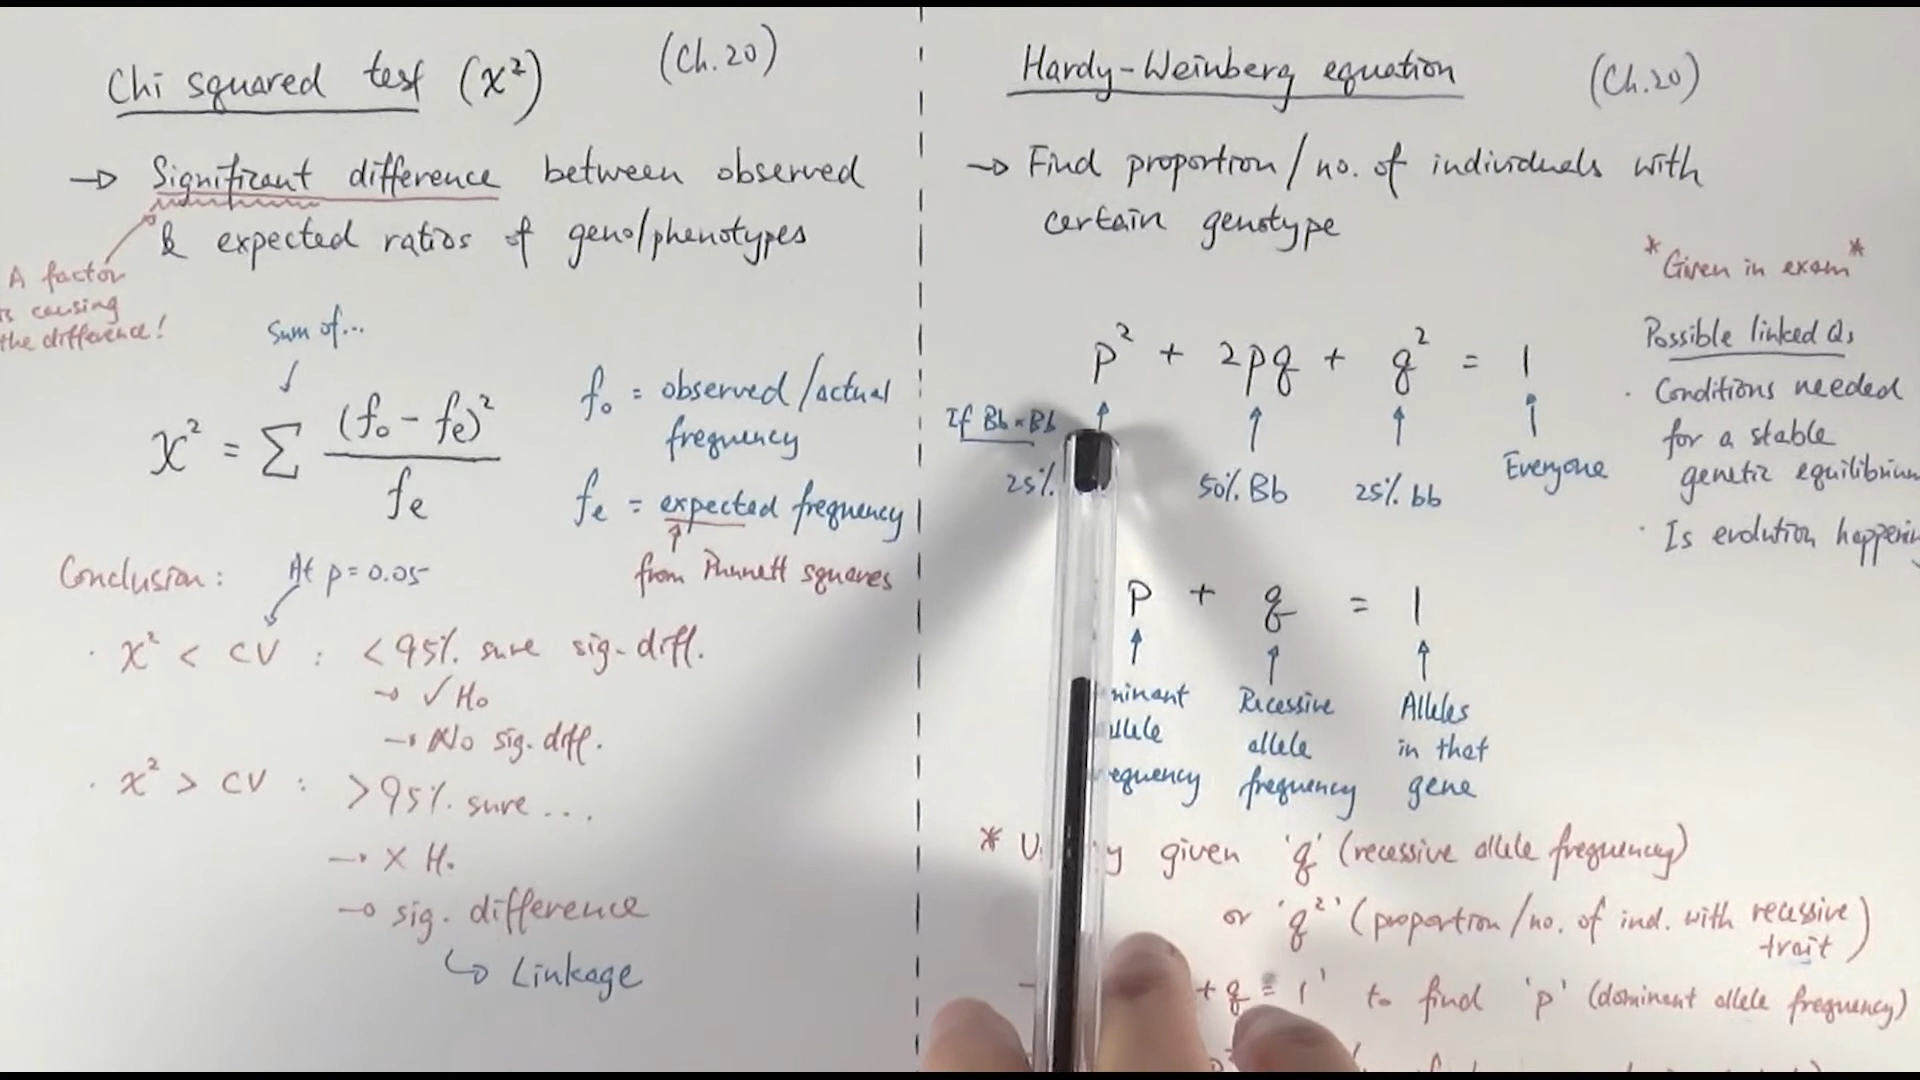 Chi squared test (χ²)
(Ch.20)
→ Significant difference between observed
& expected ratios of geno/phenotypes
A factor
is causing
the difference!
Sum of...
χ² = Σ (fo - fe)² / fe
fo = observed/actual
frequency
fe = expected frequency
from Punnett squares
Conclusion:
At p=0.05
· χ² < CV : <95% sure sig. diff.
→ ✓ Ho
→ No sig. diff.
· χ² > CV : >95% sure ...
→ X Ho
→ sig. difference
↳ Linkage
Hardy-Weinberg equation
(Ch.20)
→ Find proportion/no. of individuals with
certain genotype
*Given in exam*
p² + 2pq + q² = 1
If Bb×Bb
25%
50% Bb
25% bb
Everyone
Possible linked Qs
· Conditions needed
for a stable
genetic equilibrium
· Is evolution
p + q = 1
Recessive
allele
frequency
Alleles
in that
gene
* given 'q' (recessive allele frequency)
or 'q²' (proportion/no. of ind. with recessive
trait)
+ q = 1' to find 'p' (dominant allele frequency)